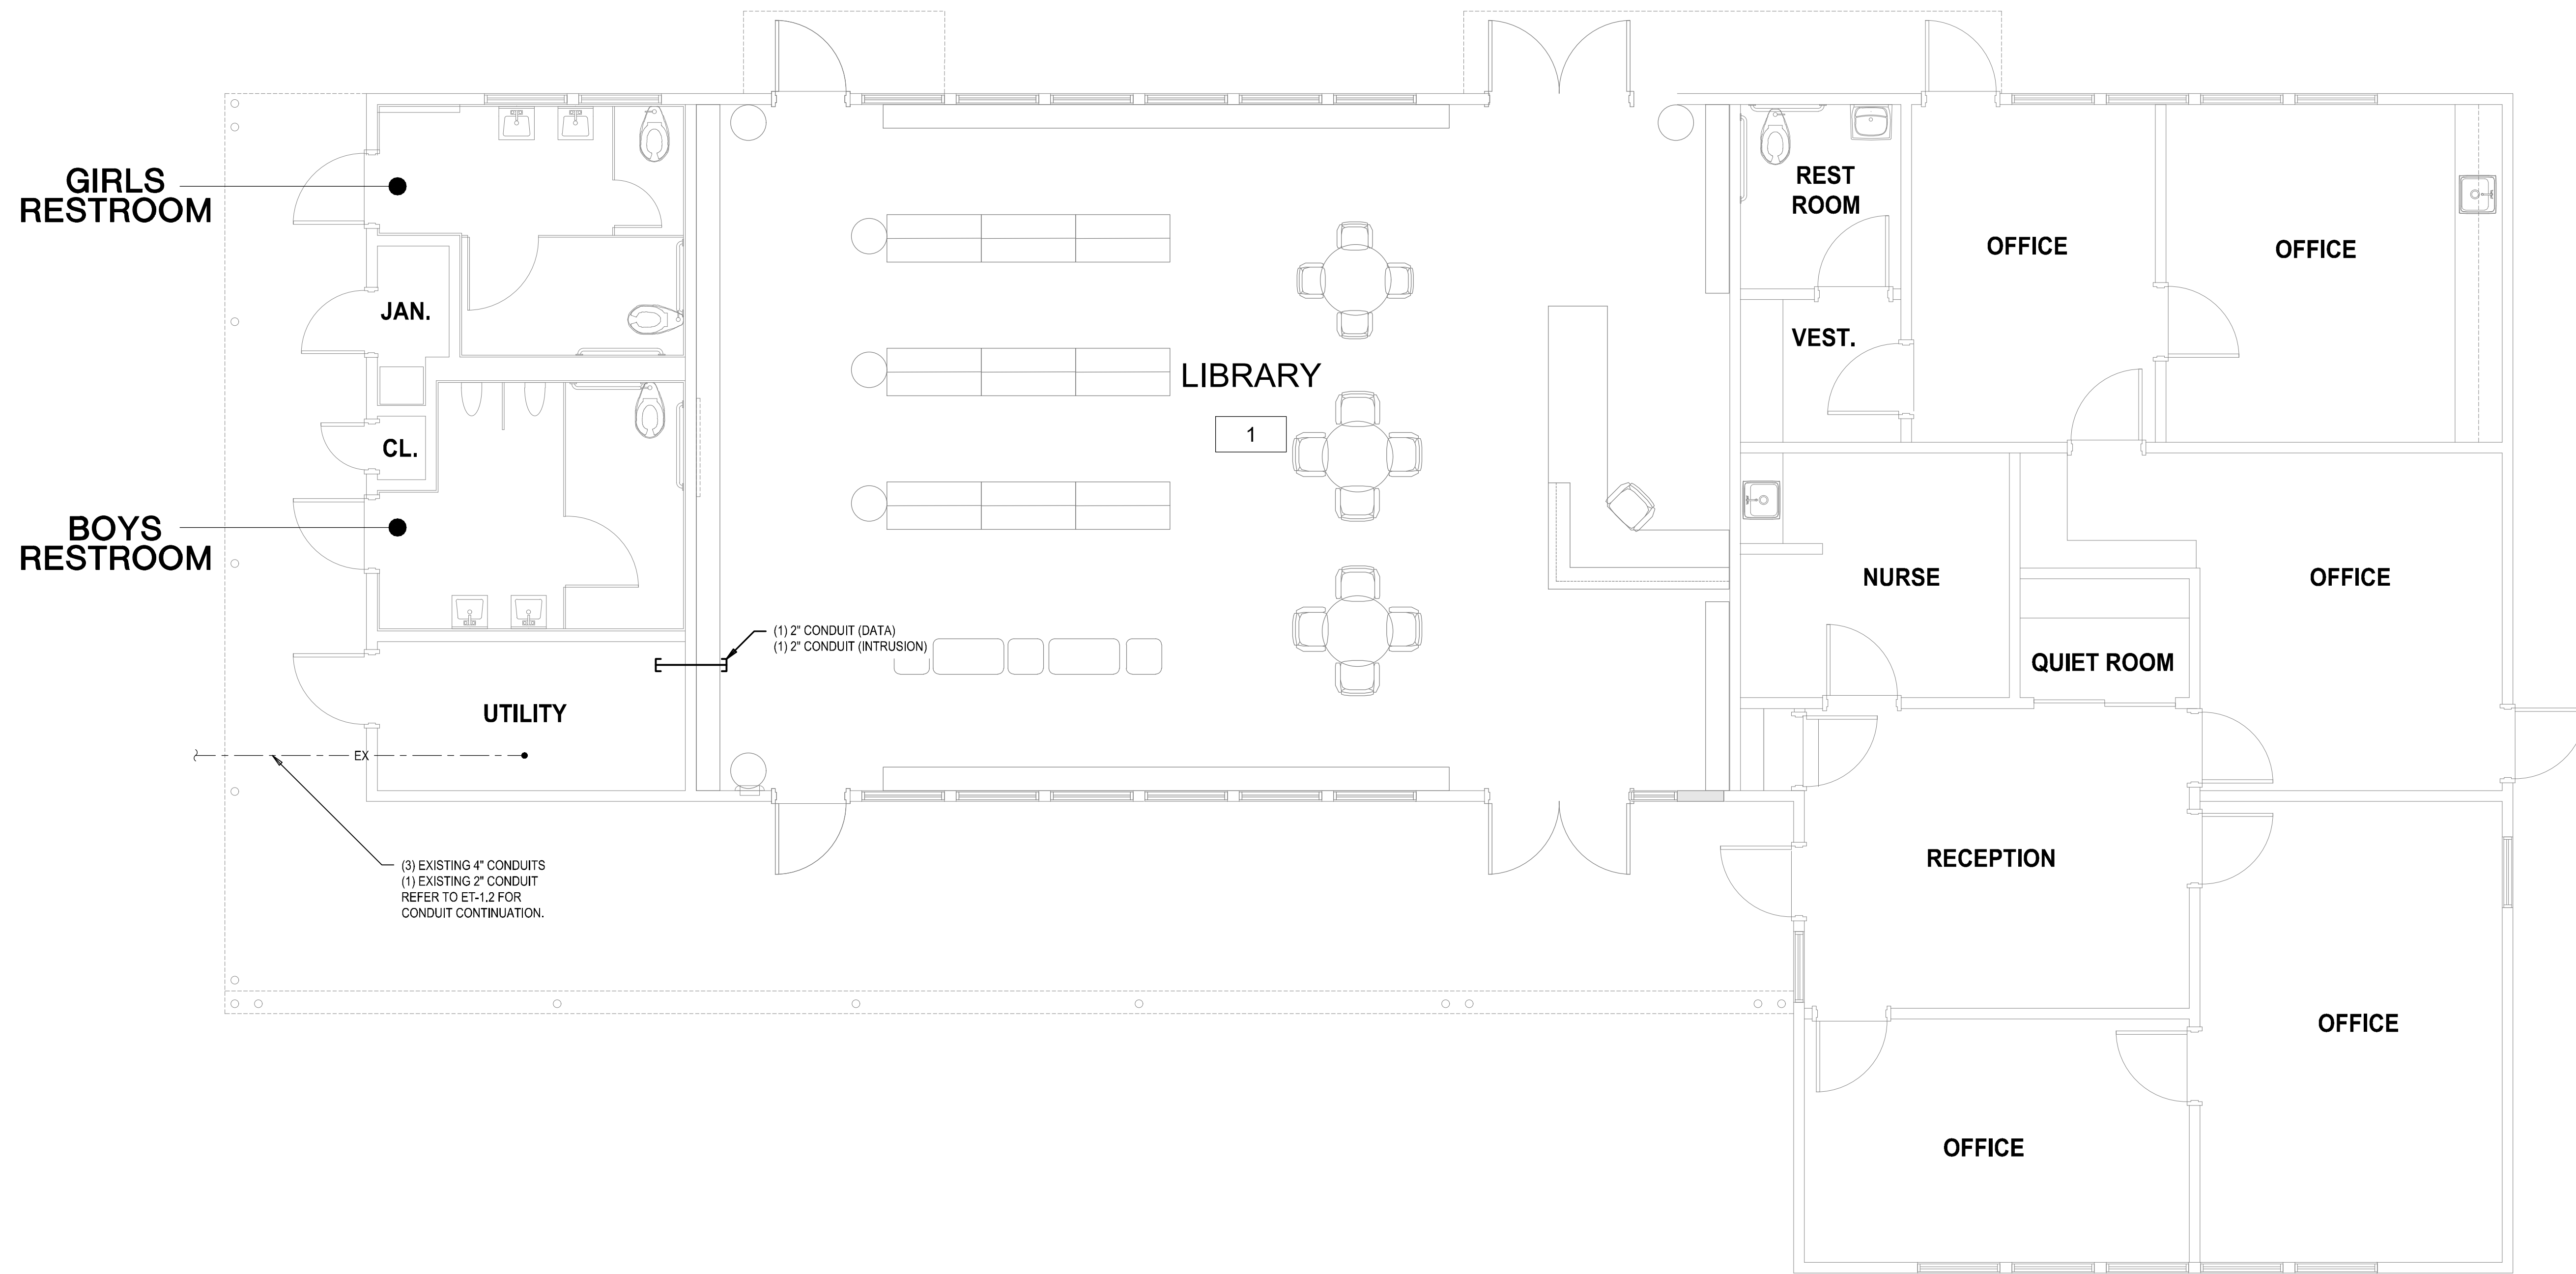 GIRLS
RESTROOM
JAN.
CL.
BOYS
RESTROOM
UTILITY
EX
(3) EXISTING 4" CONDUITS
(1) EXISTING 2" CONDUIT
REFER TO ET-1.2 FOR
CONDUIT CONTINUATION.
(1) 2" CONDUIT (DATA)
(1) 2" CONDUIT (INTRUSION)
LIBRARY
1
REST
ROOM
VEST.
OFFICE
OFFICE
NURSE
QUIET ROOM
OFFICE
RECEPTION
OFFICE
OFFICE